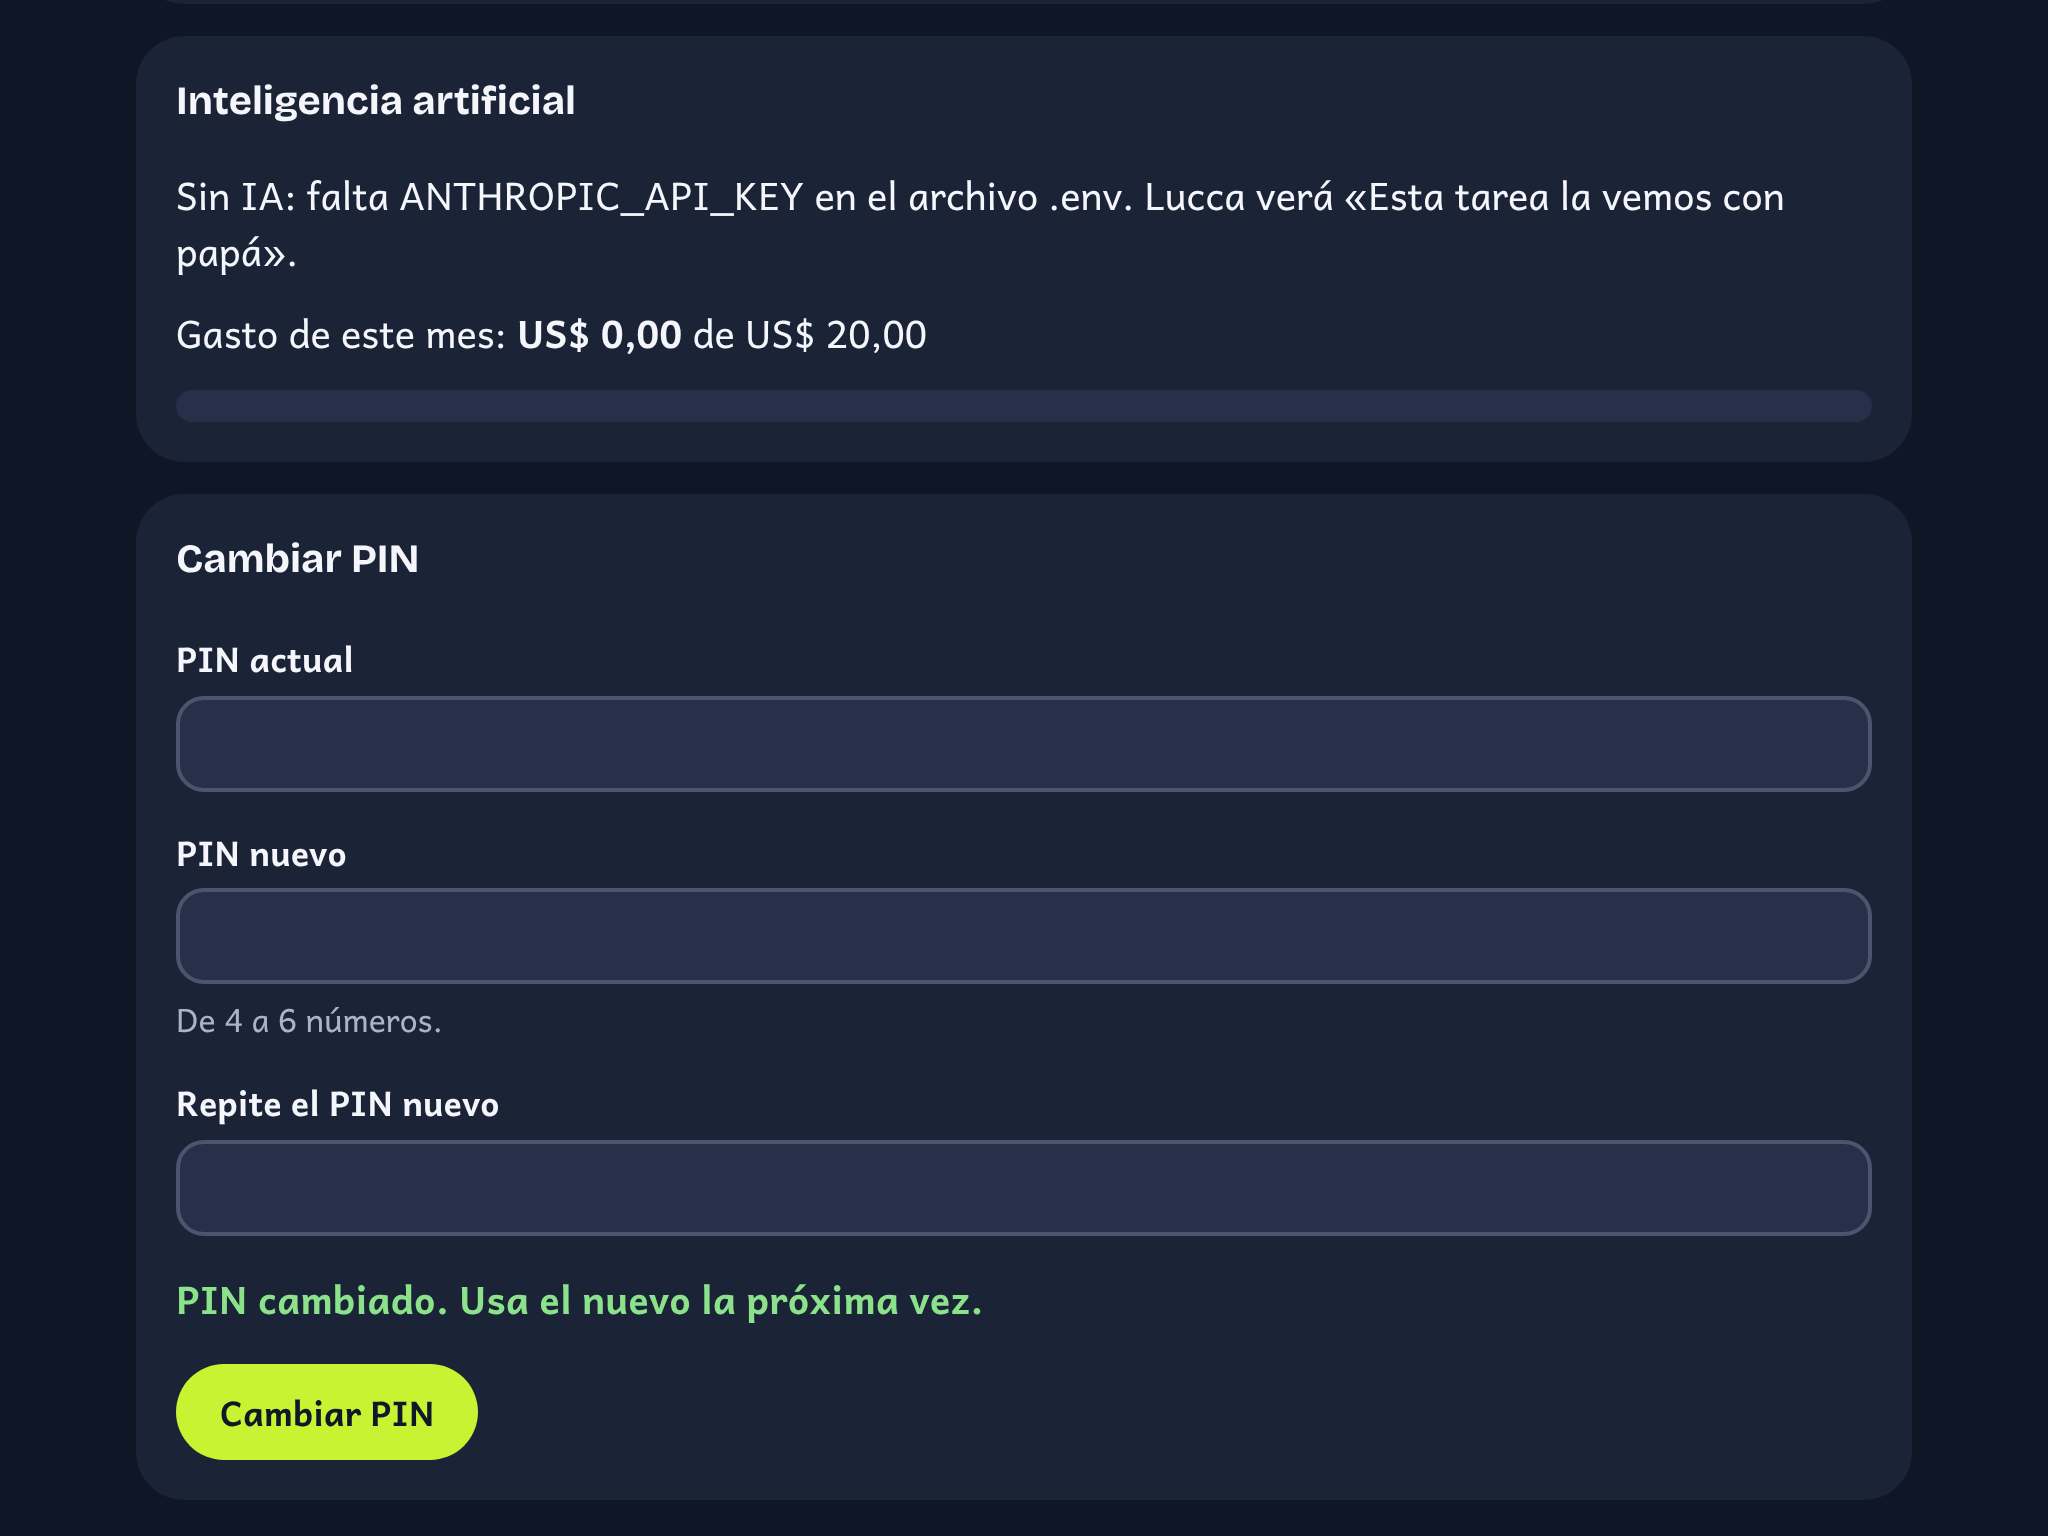 Inteligencia artificial
Sin IA: falta ANTHROPIC_API_KEY en el archivo .env. Lucca verá «Esta tarea la vemos con
papá».
Gasto de este mes: US$ 0,00 de US$ 20,00
Cambiar PIN
PIN actual
PIN nuevo
De 4 a 6 números.
Repite el PIN nuevo
PIN cambiado. Usa el nuevo la próxima vez.
Cambiar PIN